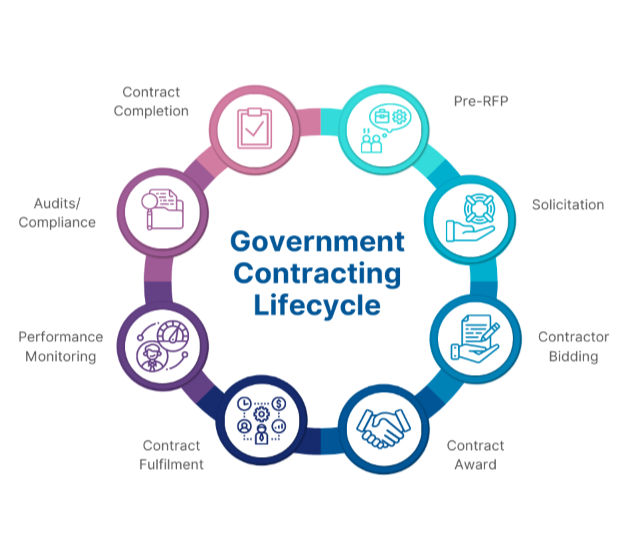 Government
Contracting
Lifecycle
Pre-RFP
Solicitation
Contractor
Bidding
Contract
Award
Contract
Fulfilment
Performance
Monitoring
Audits/
Compliance
Contract
Completion